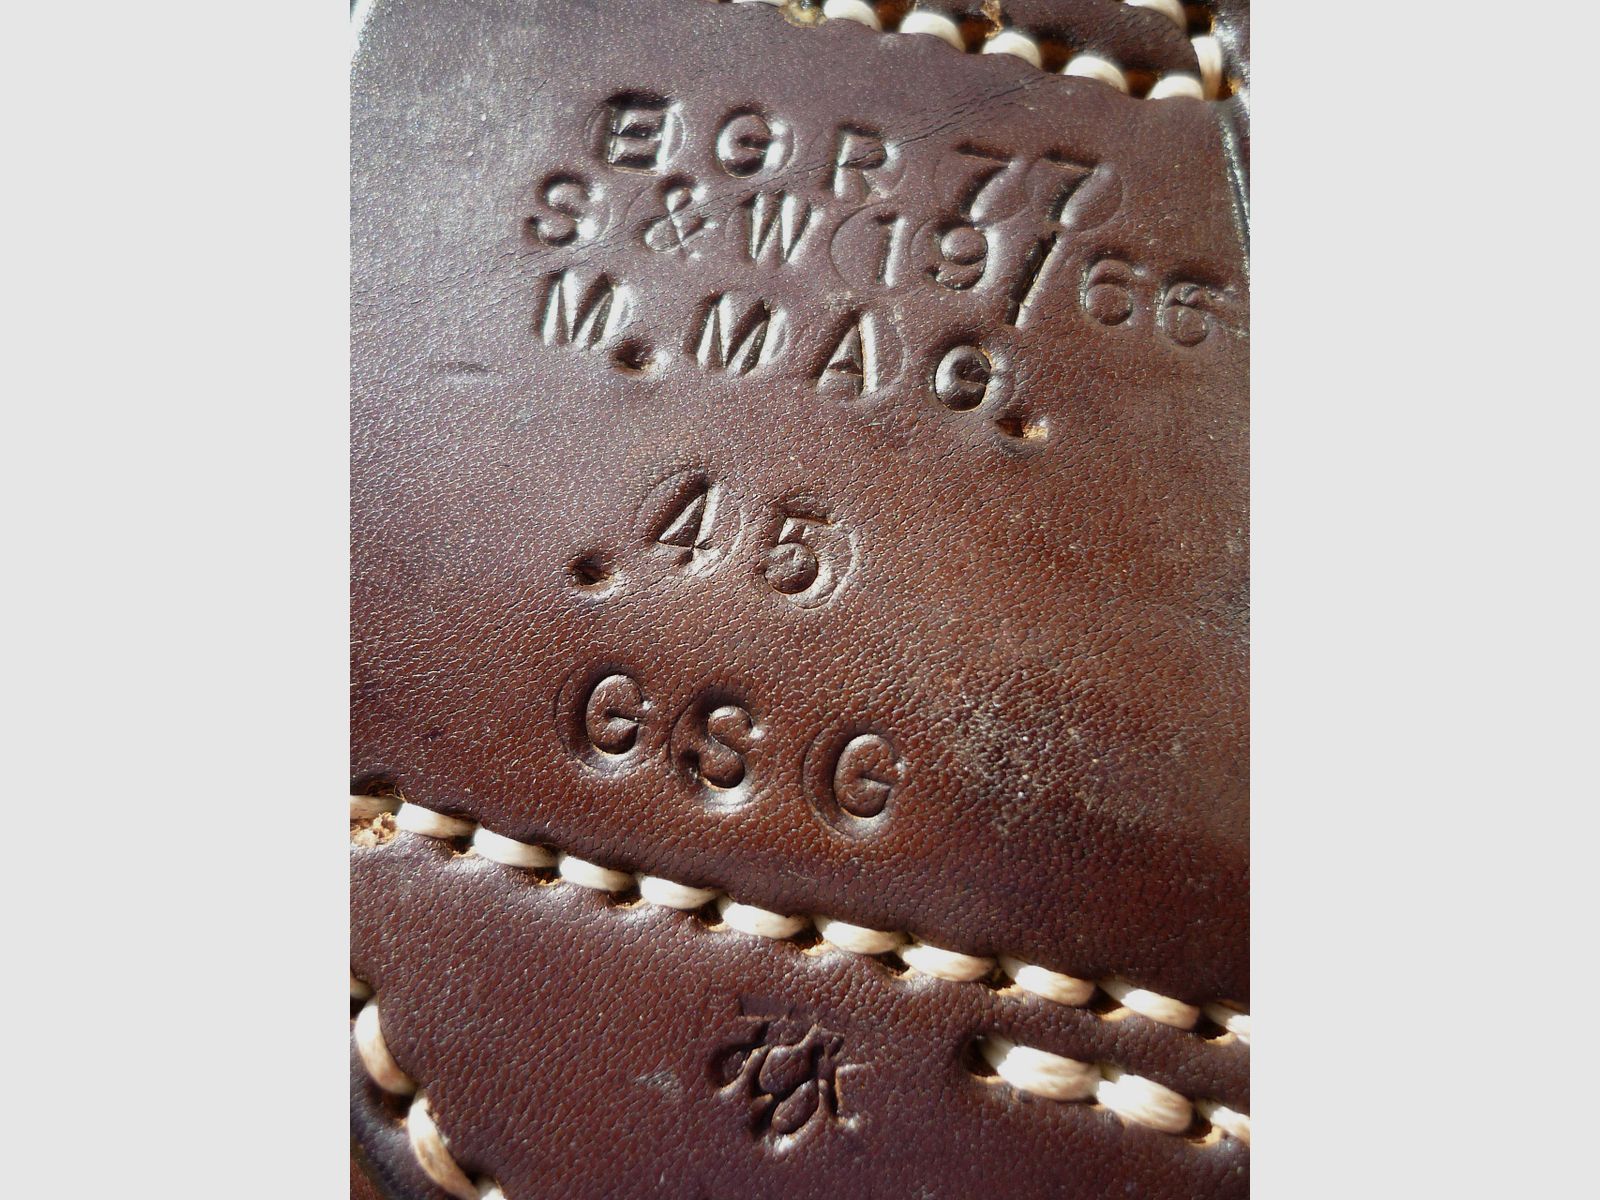 EGR 77
S&W 19/66
M.MAG.
.45
GSG